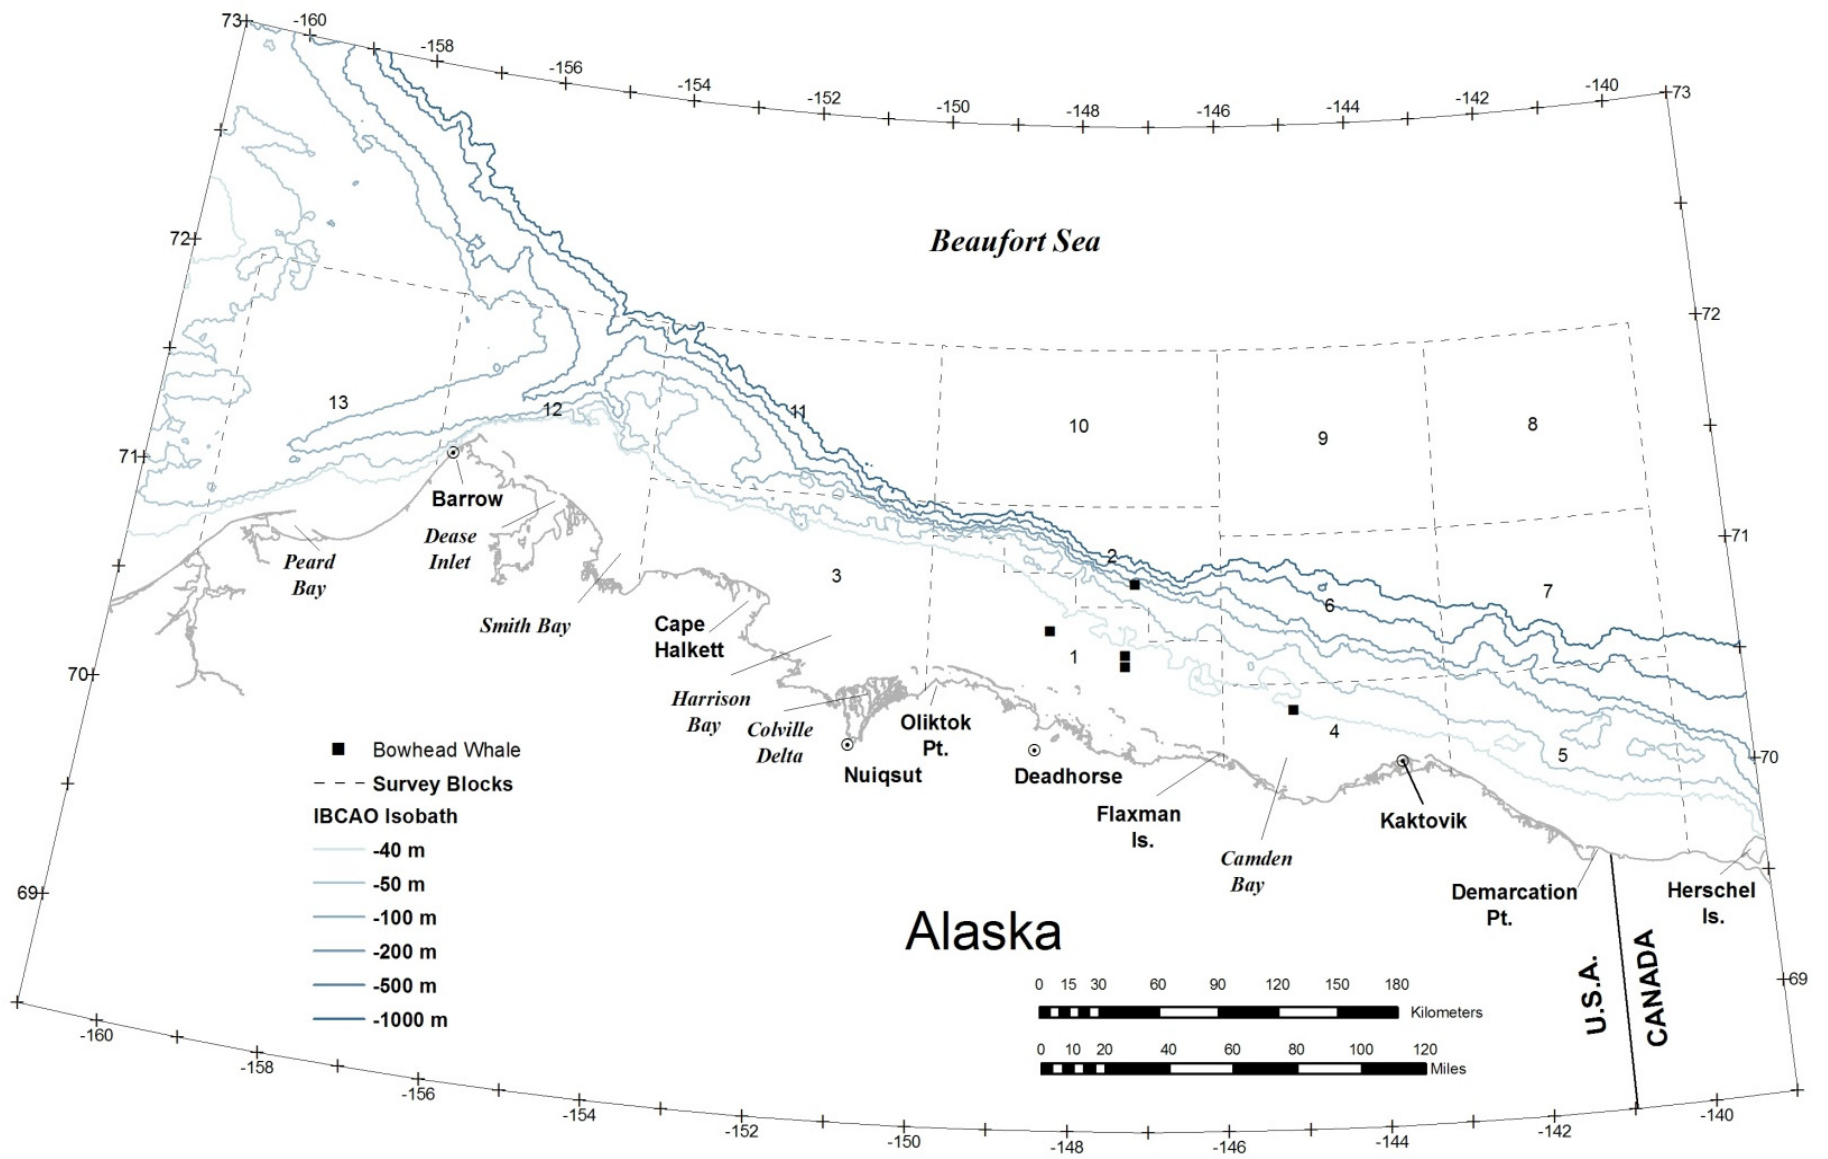 73
-160
-158
-156
-154
-152
-150
-148
-146
-144
-142
-140
73
72
72
Beaufort Sea
13
12
11
10
9
8
71
71
Barrow
Dease
Inlet
Peard
Bay
Smith Bay
3
2
6
7
1
Cape
Halkett
70
Harrison
Bay
Colville
Delta
Oliktok
Pt.
4
5
70
Nuiqsut
Deadhorse
Flaxman
Is.
Kaktovik
Camden
Bay
Demarcation
Pt.
Herschel
Is.
Bowhead Whale
Survey Blocks
IBCAO Isobath
-40 m
-50 m
-100 m
-200 m
-500 m
-1000 m
69
Alaska
U.S.A.
CANADA
69
0 15 30 60 90 120 150 180
Kilometers
0 10 20 40 60 80 100 120
Miles
-160
-158
-156
-154
-152
-150
-148
-146
-144
-142
-140